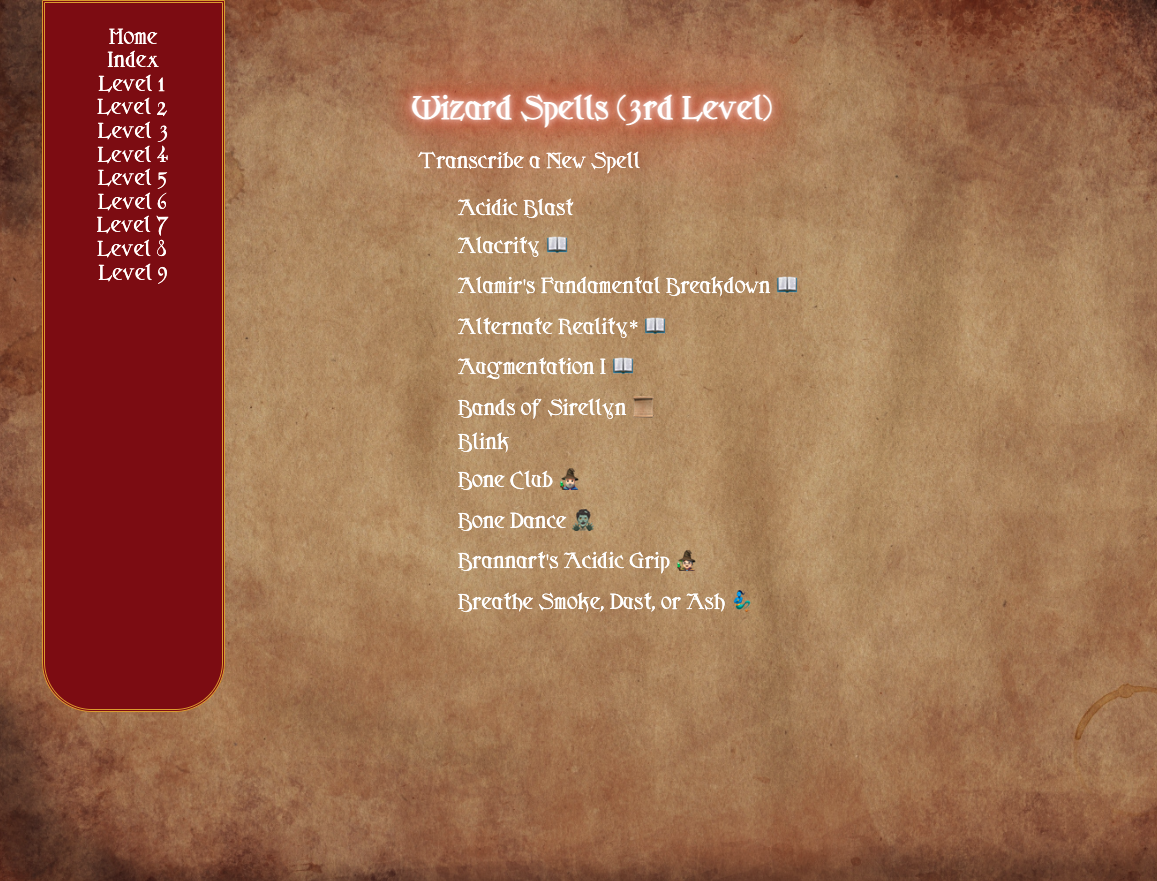 Home
Index
Level 1
Level 2
Level 3
Level 4
Level 5
Level 6
Level 7
Level 8
Level 9
Wizard Spells (3rd Level)
Transcribe a New Spell
Acidic Blast
Alacrity
Alamir's Fundamental Breakdown
Alternate Reality*
Augmentation I
Bands of Sirellyn
Blink
Bone Club
Bone Dance
Brannart's Acidic Grip
Breathe Smoke, Dust, or Ash